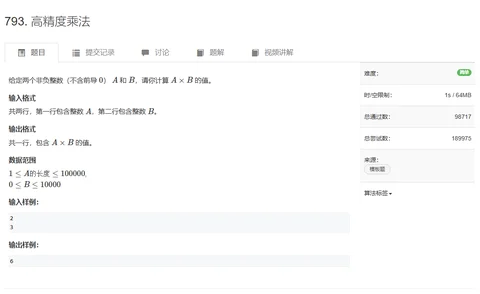 793. 高精度乘法
题目
提交记录
讨论
题解
视频讲解
给定两个非负整数（不含前导 0） A 和 B，请你计算 A × B 的值。
输入格式
共两行，第一行包含整数 A，第二行包含整数 B。
输出格式
共一行，包含 A × B 的值。
数据范围
1 ≤ A的长度 ≤ 100000,
0 ≤ B ≤ 10000
输入样例：
2
3
输出样例：
6
难度： 简单
时/空限制： 1s / 64MB
总通过数： 98717
总尝试数： 189975
来源：
模板题
算法标签